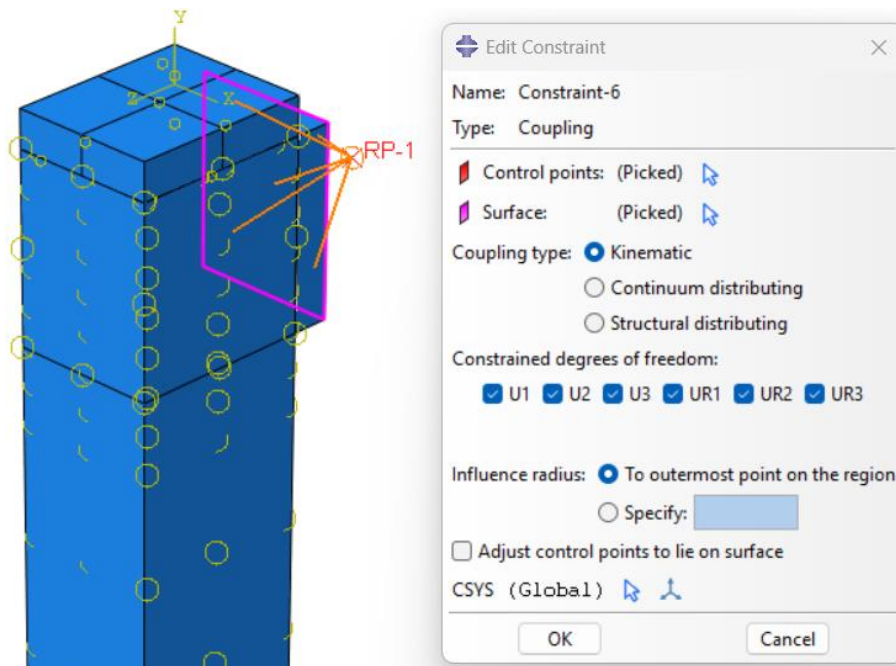 Y
Z
X
RP-1
Edit Constraint
Name: Constraint-6
Type: Coupling
Control points: (Picked)
Surface: (Picked)
Coupling type: Kinematic
Continuum distributing
Structural distributing
Constrained degrees of freedom:
U1 U2 U3 UR1 UR2 UR3
Influence radius: To outermost point on the region
Specify:
Adjust control points to lie on surface
CSYS (Global)
OK Cancel